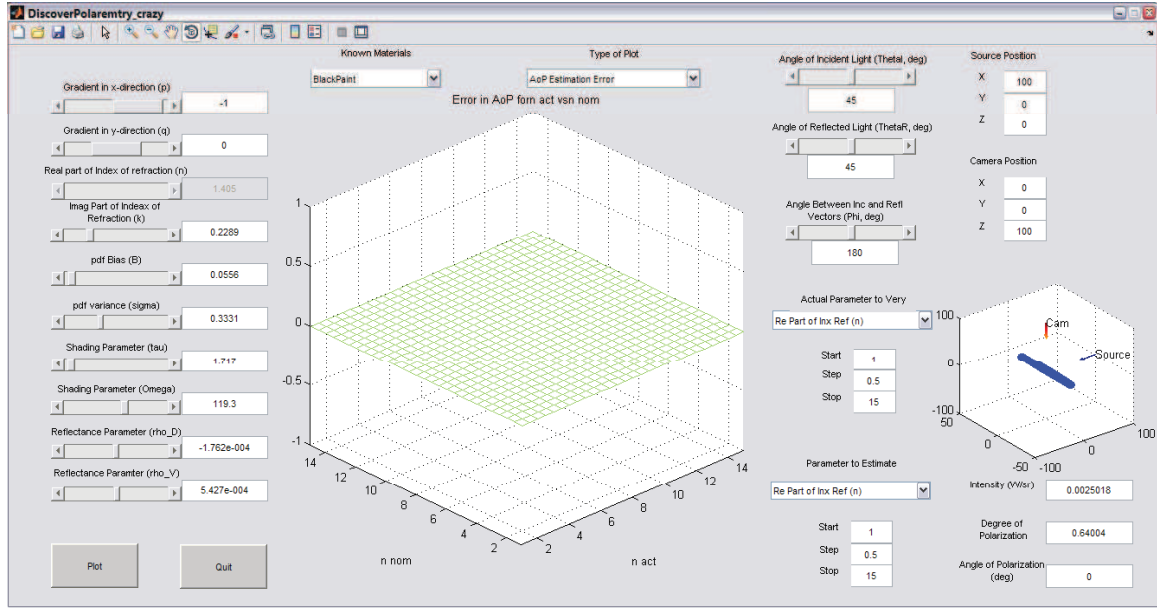 DiscoverPolaremtry_crazy
Known Materials
BlackPaint
Type of Plot
AoP Estimation Error
Error in AoP forn act vsn nom
Gradient in x-direction (p)
-1
Gradient in y-direction (q)
0
Real part of Index of refraction (n)
1.405
Imag Part of Indeax of
Refraction (k)
0.2289
pdf Bias (B)
0.0556
pdf variance (sigma)
0.3331
Shading Parameter (tau)
1.717
Shading Parameter (Omega)
119.3
Reflectance Parameter (rho_D)
-1.762e-004
Reflectance Paramter (rho_V)
5.427e-004
Plot
Quit
1
0.5
0
-0.5
-1
14
12
10
8
6
4
2
n nom
2
4
6
8
10
12
14
n act
Angle of Incident Light (ThetaI, deg)
45
Angle of Reflected Light (ThetaR, deg)
45
Angle Between Inc and Refl
Vectors (Phi, deg)
180
Source Position
X
100
Y
0
Z
0
Camera Position
X
0
Y
0
Z
100
Actual Parameter to Very
Re Part of Inx Ref (n)
Start
1
Step
0.5
Stop
15
Parameter to Estimate
Re Part of Inx Ref (n)
Start
1
Step
0.5
Stop
15
100
0
-100
50
0
-50
-100
0
100
Cam
Source
Intensity (W/sr)
0.0025018
Degree of
Polarization
0.64004
Angle of Polarization
(deg)
0